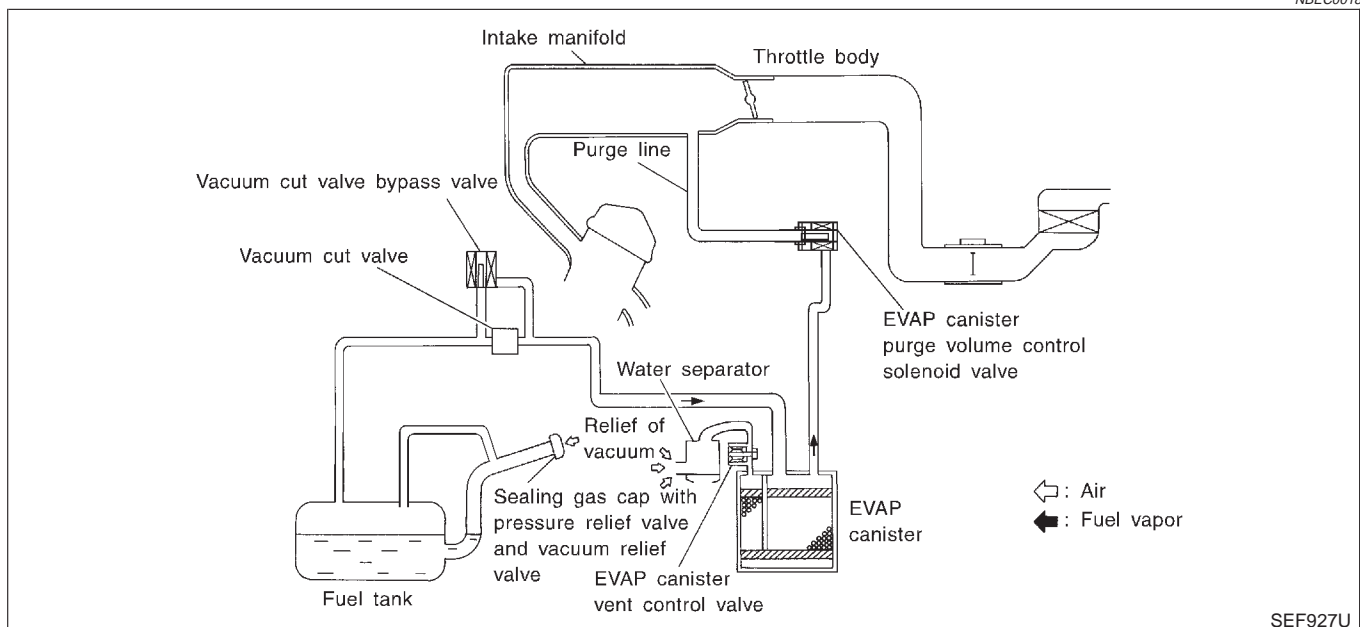 Intake manifold
Throttle body
Purge line
Vacuum cut valve bypass valve
Vacuum cut valve
EVAP canister
purge volume control
solenoid valve
Water separator
Relief of
vacuum
Sealing gas cap with
pressure relief valve
and vacuum relief
valve
EVAP canister
vent control valve
EVAP
canister
: Air
: Fuel vapor
Fuel tank
SEF927U